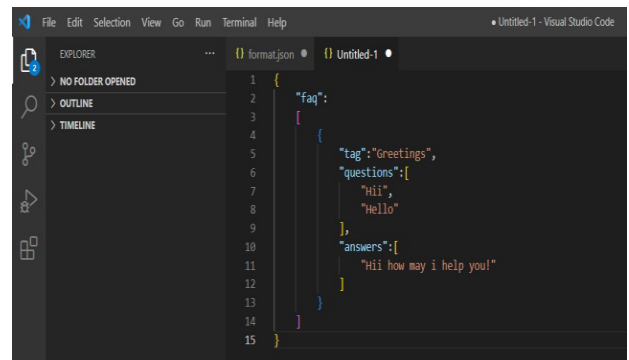 File Edit Selection View Go Run Terminal Help
● Untitled-1 - Visual Studio Code
EXPLORER ...
{} format.json ● {} Untitled-1 ●
2
> NO FOLDER OPENED
> OUTLINE
> TIMELINE
1 {
2 "faq":
3 [
4 {
5 "tag":"Greetings",
6 "questions":[
7 "Hii",
8 "Hello"
9 ],
10 "answers":[
11 "Hii how may i help you!"
12 ]
13 }
14 ]
15 }